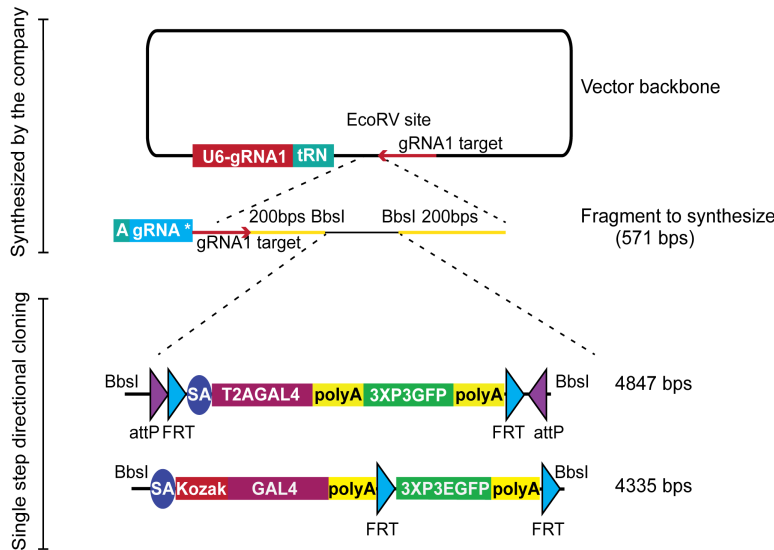 Synthesized by the company
Vector backbone
EcoRV site
U6-gRNA1 tRN
gRNA1 target
200bps BbsI
BbsI 200bps
A gRNA *
gRNA1 target
Fragment to synthesize
(571 bps)
Single step directional cloning
BbsI
SA T2AGAL4 polyA 3XP3GFP polyA
BbsI
4847 bps
attP FRT
FRT attP
BbsI
SA Kozak GAL4 polyA 3XP3EGFP polyA
BbsI
4335 bps
FRT
FRT